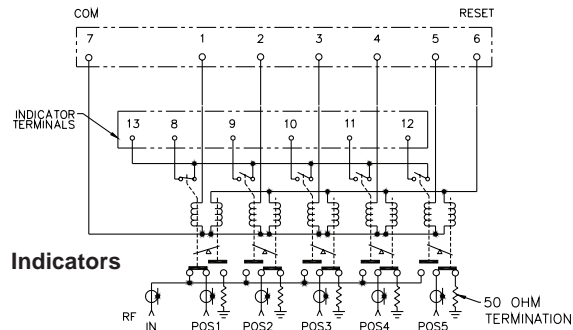 COM RESET
7 1 2 3 4 5 6
INDICATOR
TERMINALS
13 8 9 10 11 12
Indicators
RF
IN POS1 POS2 POS3 POS4 POS5
50 OHM
TERMINATION